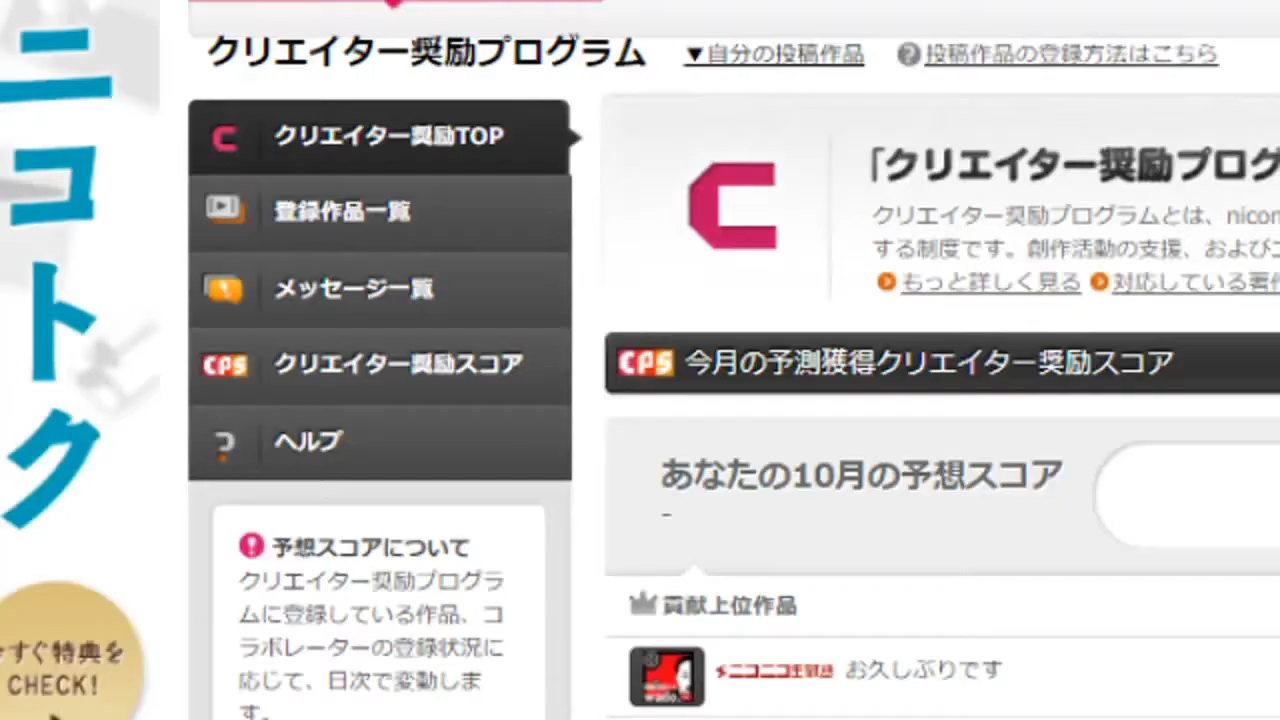 ニコトク
今すぐ特典を
CHECK!
クリエイター奨励プログラム
▼自分の投稿作品
投稿作品の登録方法はこちら
クリエイター奨励TOP
登録作品一覧
メッセージ一覧
CPS クリエイター奨励スコア
ヘルプ
予想スコアについて
クリエイター奨励プログラ
ムに登録している作品、コ
ラボレーターの登録状況に
応じて、日次で変動しま
す。
「クリエイター奨励プログ
クリエイター奨励プログラムとは、nicon
する制度です。創作活動の支援、およびコ
もっと詳しく見る 対応している著作
CPS 今月の予測獲得クリエイター奨励スコア
あなたの10月の予想スコア
-
貢献上位作品
ニコニコ生放送 お久しぶりです